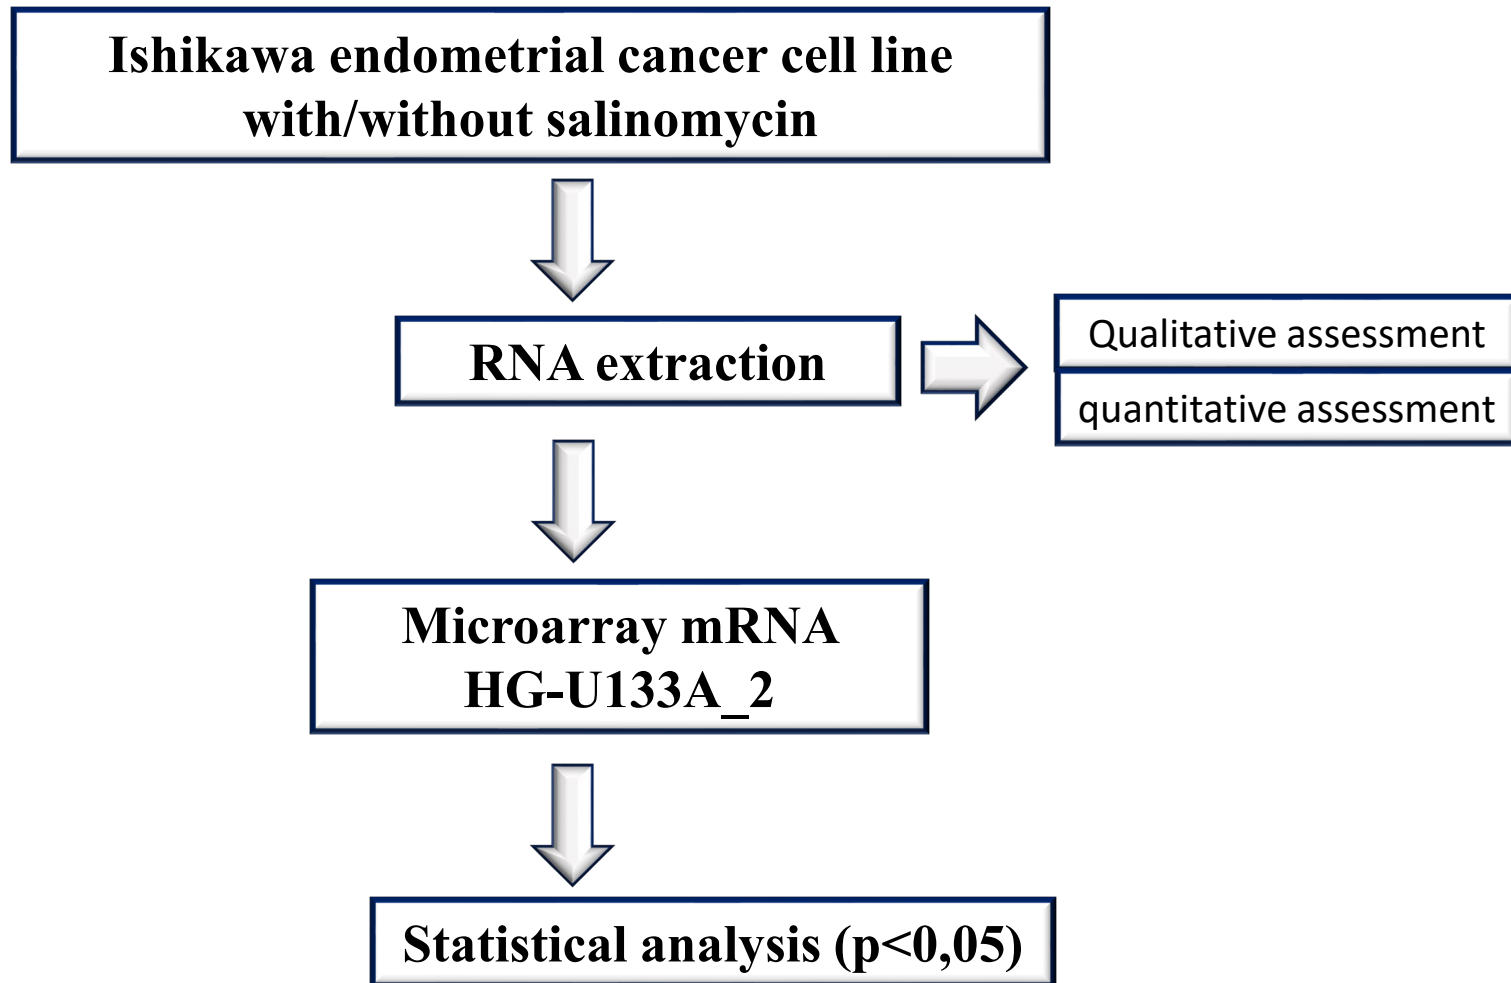 Ishikawa endometrial cancer cell line
with/without salinomycin
RNA extraction
Qualitative assessment
quantitative assessment
Microarray mRNA
HG-U133A_2
Statistical analysis (p<0,05)